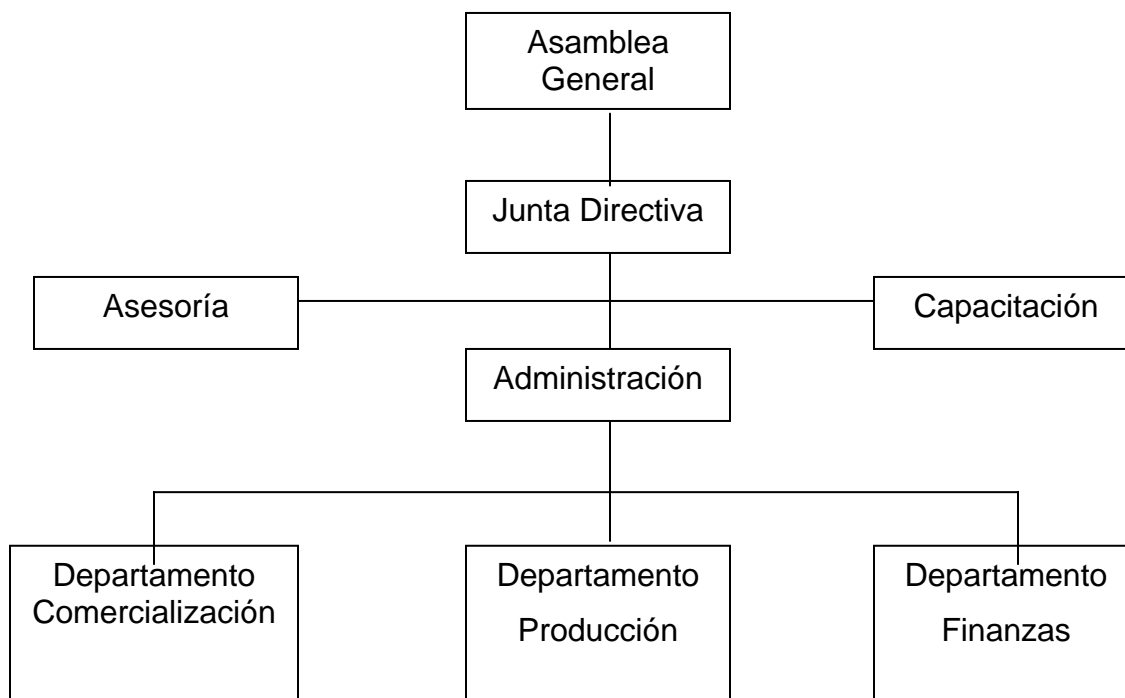 Asamblea
General
Junta Directiva
Asesoría
Capacitación
Administración
Departamento
Comercialización
Departamento
Producción
Departamento
Finanzas